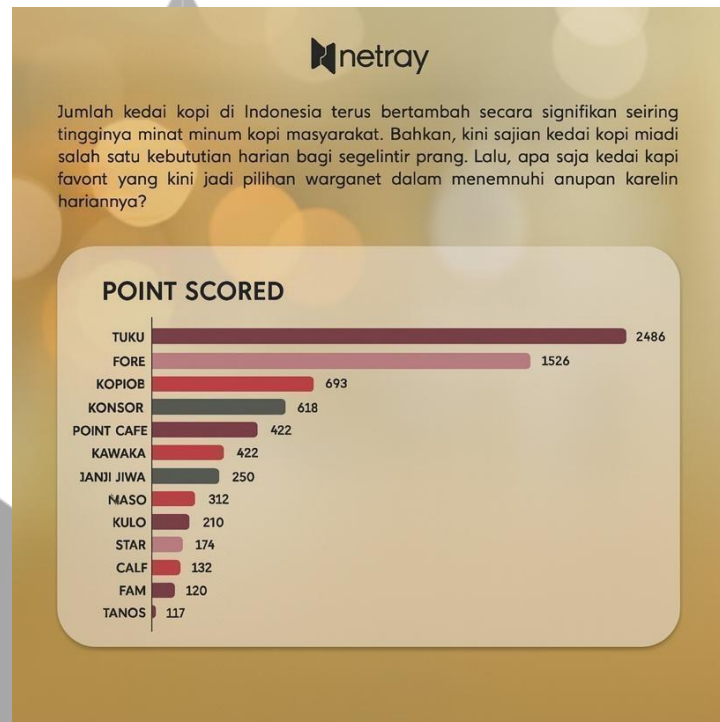 netray
Jumlah kedai kopi di Indonesia terus bertambah secara signifikan seiring
tingginya minat minum kopi masyarakat. Bahkan, kini sajian kedai kopi miadi
salah satu kebututian harian bagi segelintir prang. Lalu, apa saja kedai kapi
favont yang kini jadi pilihan warganet dalam menemnuhi anupan karelin
hariannya?
POINT SCORED
TUKU 2486
FORE 1526
KOPIOB 693
KONSOR 618
POINT CAFE 422
KAWAKA 422
JANJI JIWA 250
MASO 312
KULO 210
STAR 174
CALF 132
FAM 120
TANOS 117